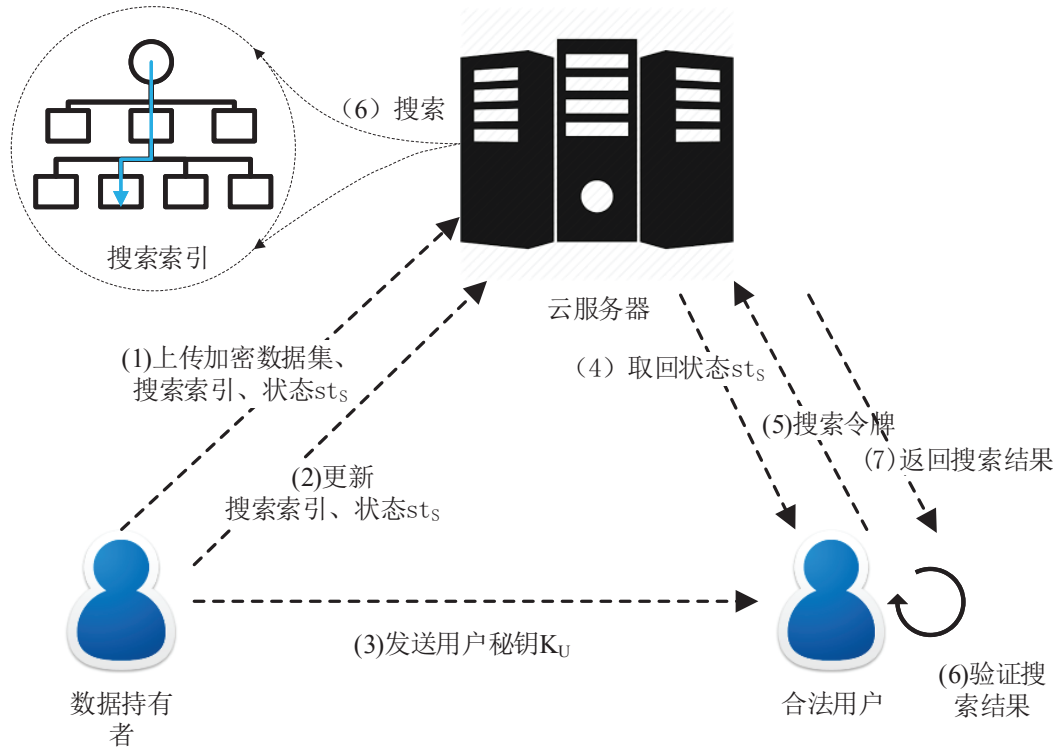 （6）搜索
搜索索引
云服务器
(1)上传加密数据集、
搜索索引、状态stS
（4）取回状态stS
(5)搜索令牌
(7)返回搜索结果
(2)更新
搜索索引、状态stS
(3)发送用户秘钥KU
(6)验证搜
索结果
数据持有
者
合法用户